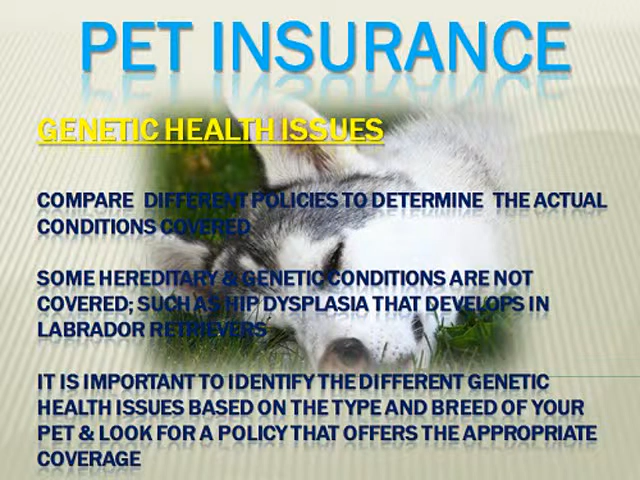 PET INSURANCE
GENETIC HEALTH ISSUES
COMPARE DIFFERENT POLICIES TO DETERMINE THE ACTUAL
CONDITIONS COVERED
SOME HEREDITARY & GENETIC CONDITIONS ARE NOT
COVERED; SUCH AS HIP DYSPLASIA THAT DEVELOPS IN
LABRADOR RETRIEVERS
IT IS IMPORTANT TO IDENTIFY THE DIFFERENT GENETIC
HEALTH ISSUES BASED ON THE TYPE AND BREED OF YOUR
PET & LOOK FOR A POLICY THAT OFFERS THE APPROPRIATE
COVERAGE